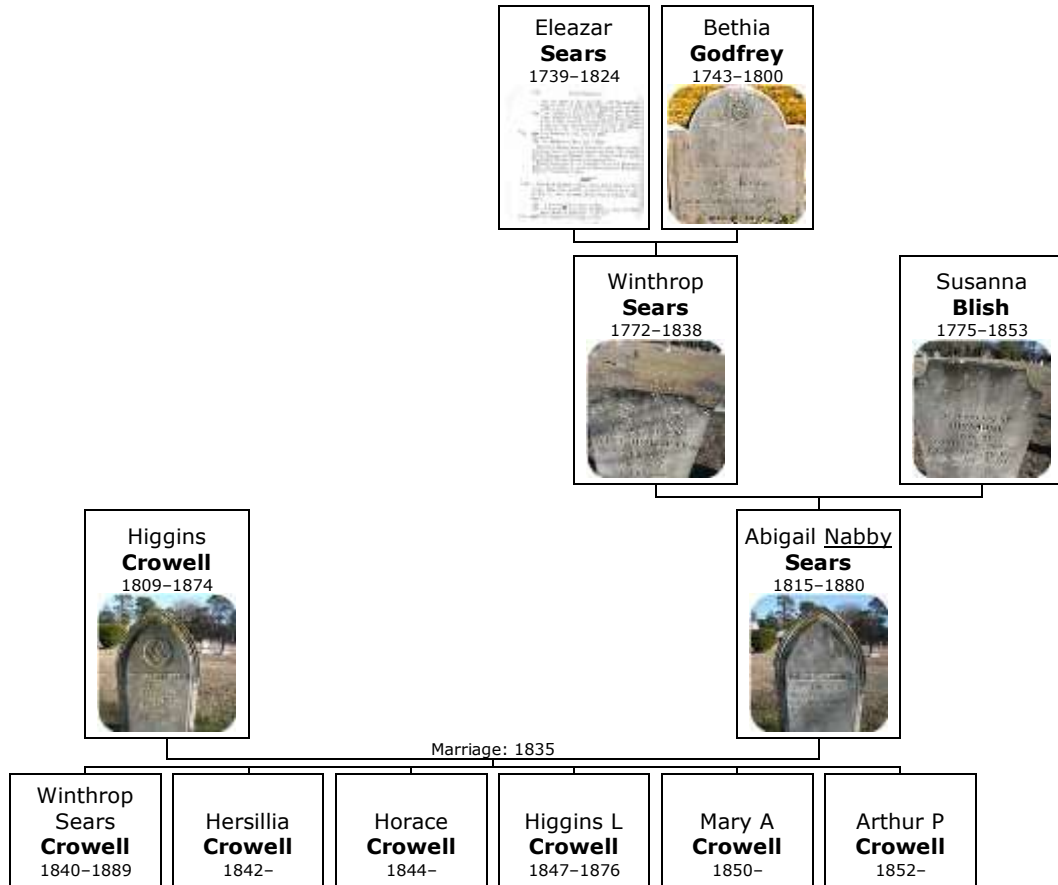 Eleazar
Sears
1739–1824
Bethia
Godfrey
1743–1800
Winthrop
Sears
1772–1838
Susanna
Blish
1775–1853
Higgins
Crowell
1809–1874
Abigail Nabby
Sears
1815–1880
Marriage: 1835
Winthrop
Sears
Crowell
1840–1889
Hersillia
Crowell
1842–
Horace
Crowell
1844–
Higgins L
Crowell
1847–1876
Mary A
Crowell
1850–
Arthur P
Crowell
1852–